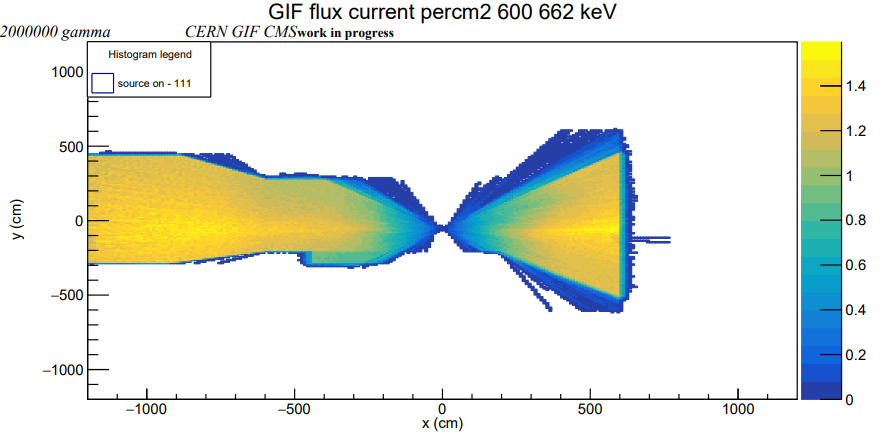 GIF flux current percm2 600 662 keV
2000000 gamma CERN GIF CMSwork in progress
Histogram legend
source on - 111
1000
500
0
−500
−1000
y (cm)
−1000 −500 0 500 1000
x (cm)
1.4
1.2
1
0.8
0.6
0.4
0.2
0